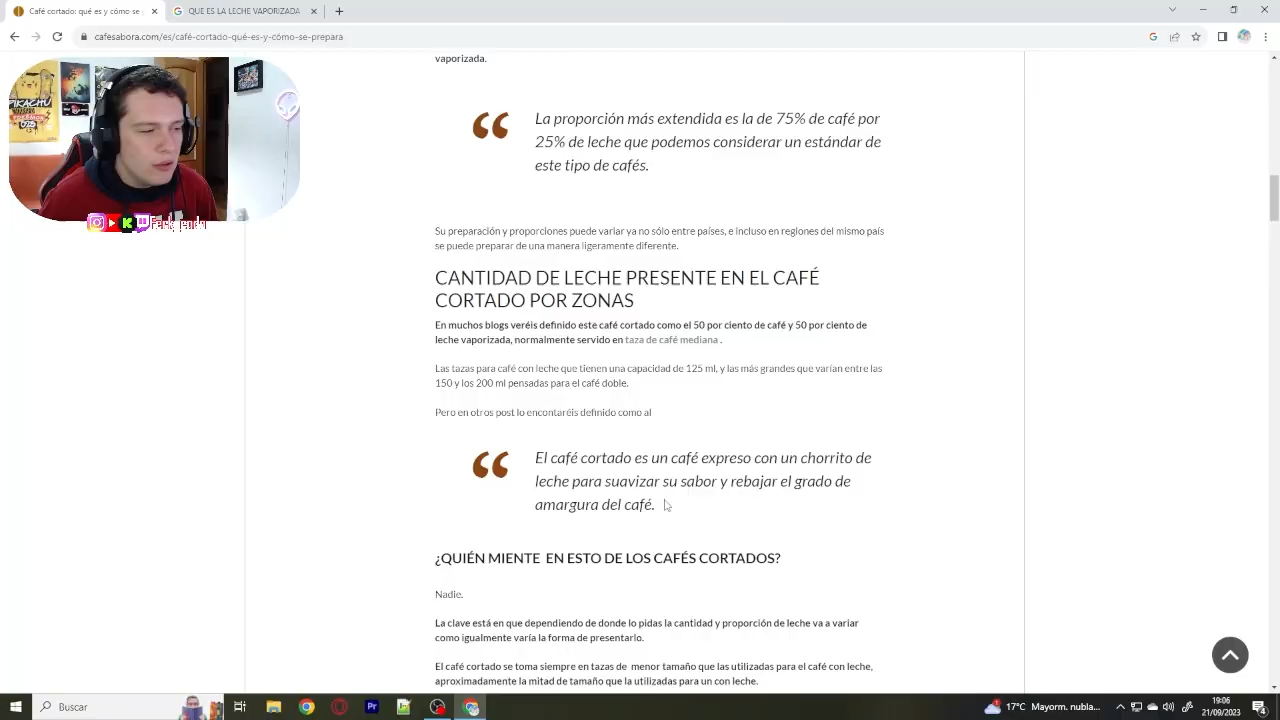 Café cortado: qué es y cómo se
QUE ES LA LECHE VAPORIZADA
cafesabora.com/es/café-cortado-qué-es-y-cómo-se-prepara
vaporizada.
La proporción más extendida es la de 75% de café por
25% de leche que podemos considerar un estándar de
este tipo de cafés.
Su preparación y proporciones puede variar ya no sólo entre países, e incluso en regiones del mismo país
se puede preparar de una manera ligeramente diferente.
CANTIDAD DE LECHE PRESENTE EN EL CAFÉ
CORTADO POR ZONAS
En muchos blogs veréis definido este café cortado como el 50 por ciento de café y 50 por ciento de
leche vaporizada, normalmente servido en taza de café mediana .
Las tazas para café con leche que tienen una capacidad de 125 ml, y las más grandes que varían entre las
150 y los 200 ml pensadas para el café doble.
Pero en otros post lo encontaréis definido como al
El café cortado es un café expreso con un chorrito de
leche para suavizar su sabor y rebajar el grado de
amargura del café.
¿QUIÉN MIENTE EN ESTO DE LOS CAFÉS CORTADOS?
Nadie.
La clave está en que dependiendo de donde lo pidas la cantidad y proporción de leche va a variar
como igualmente varía la forma de presentarlo.
El café cortado se toma siempre en tazas de menor tamaño que las utilizadas para el café con leche,
aproximadamente la mitad de tamaño que la utilizadas para un con leche.
PIKACHU
Buscar
17°C Mayorm. nubla...
19:06
21/09/2023